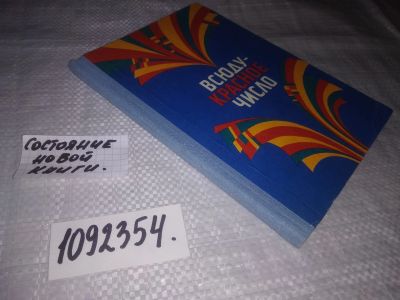 ВСЮДУ-
КРАСНОЕ
ЧИСЛО
СОСТОЯНИЕ
НОВОЙ
КНИГИ.
1092354.